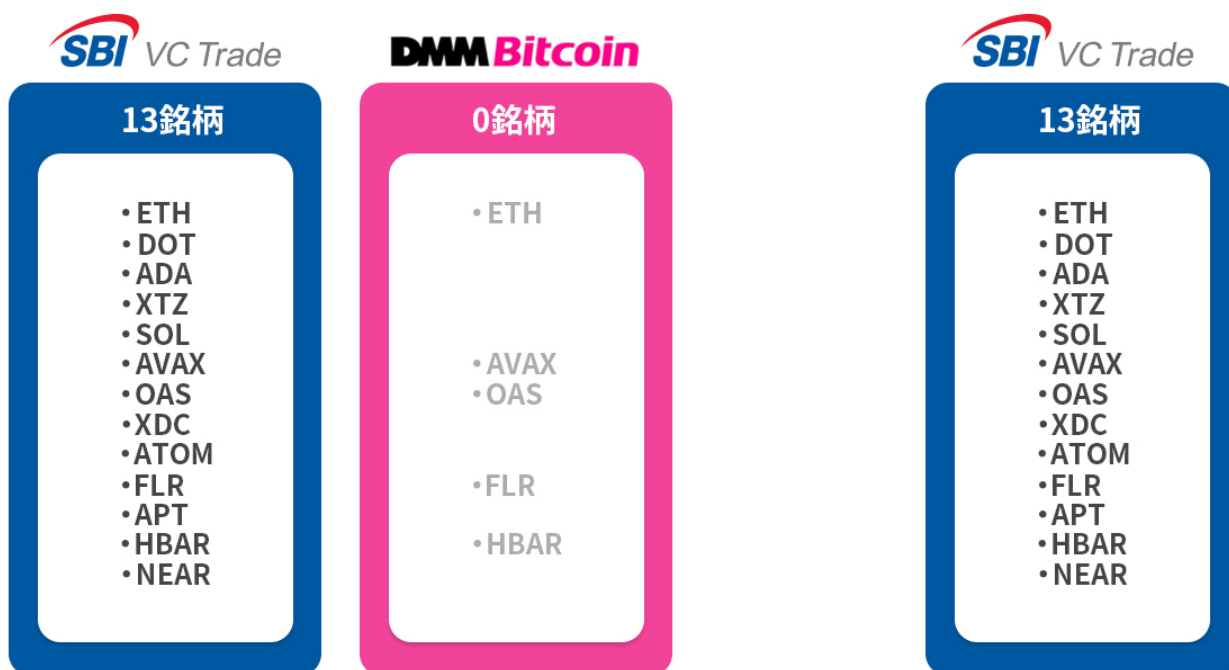 SBI VC Trade
13銘柄
・ETH
・DOT
・ADA
・XTZ
・SOL
・AVAX
・OAS
・XDC
・ATOM
・FLR
・APT
・HBAR
・NEAR
DMM Bitcoin
0銘柄
・ETH
・AVAX
・OAS
・FLR
・HBAR
SBI VC Trade
13銘柄
・ETH
・DOT
・ADA
・XTZ
・SOL
・AVAX
・OAS
・XDC
・ATOM
・FLR
・APT
・HBAR
・NEAR